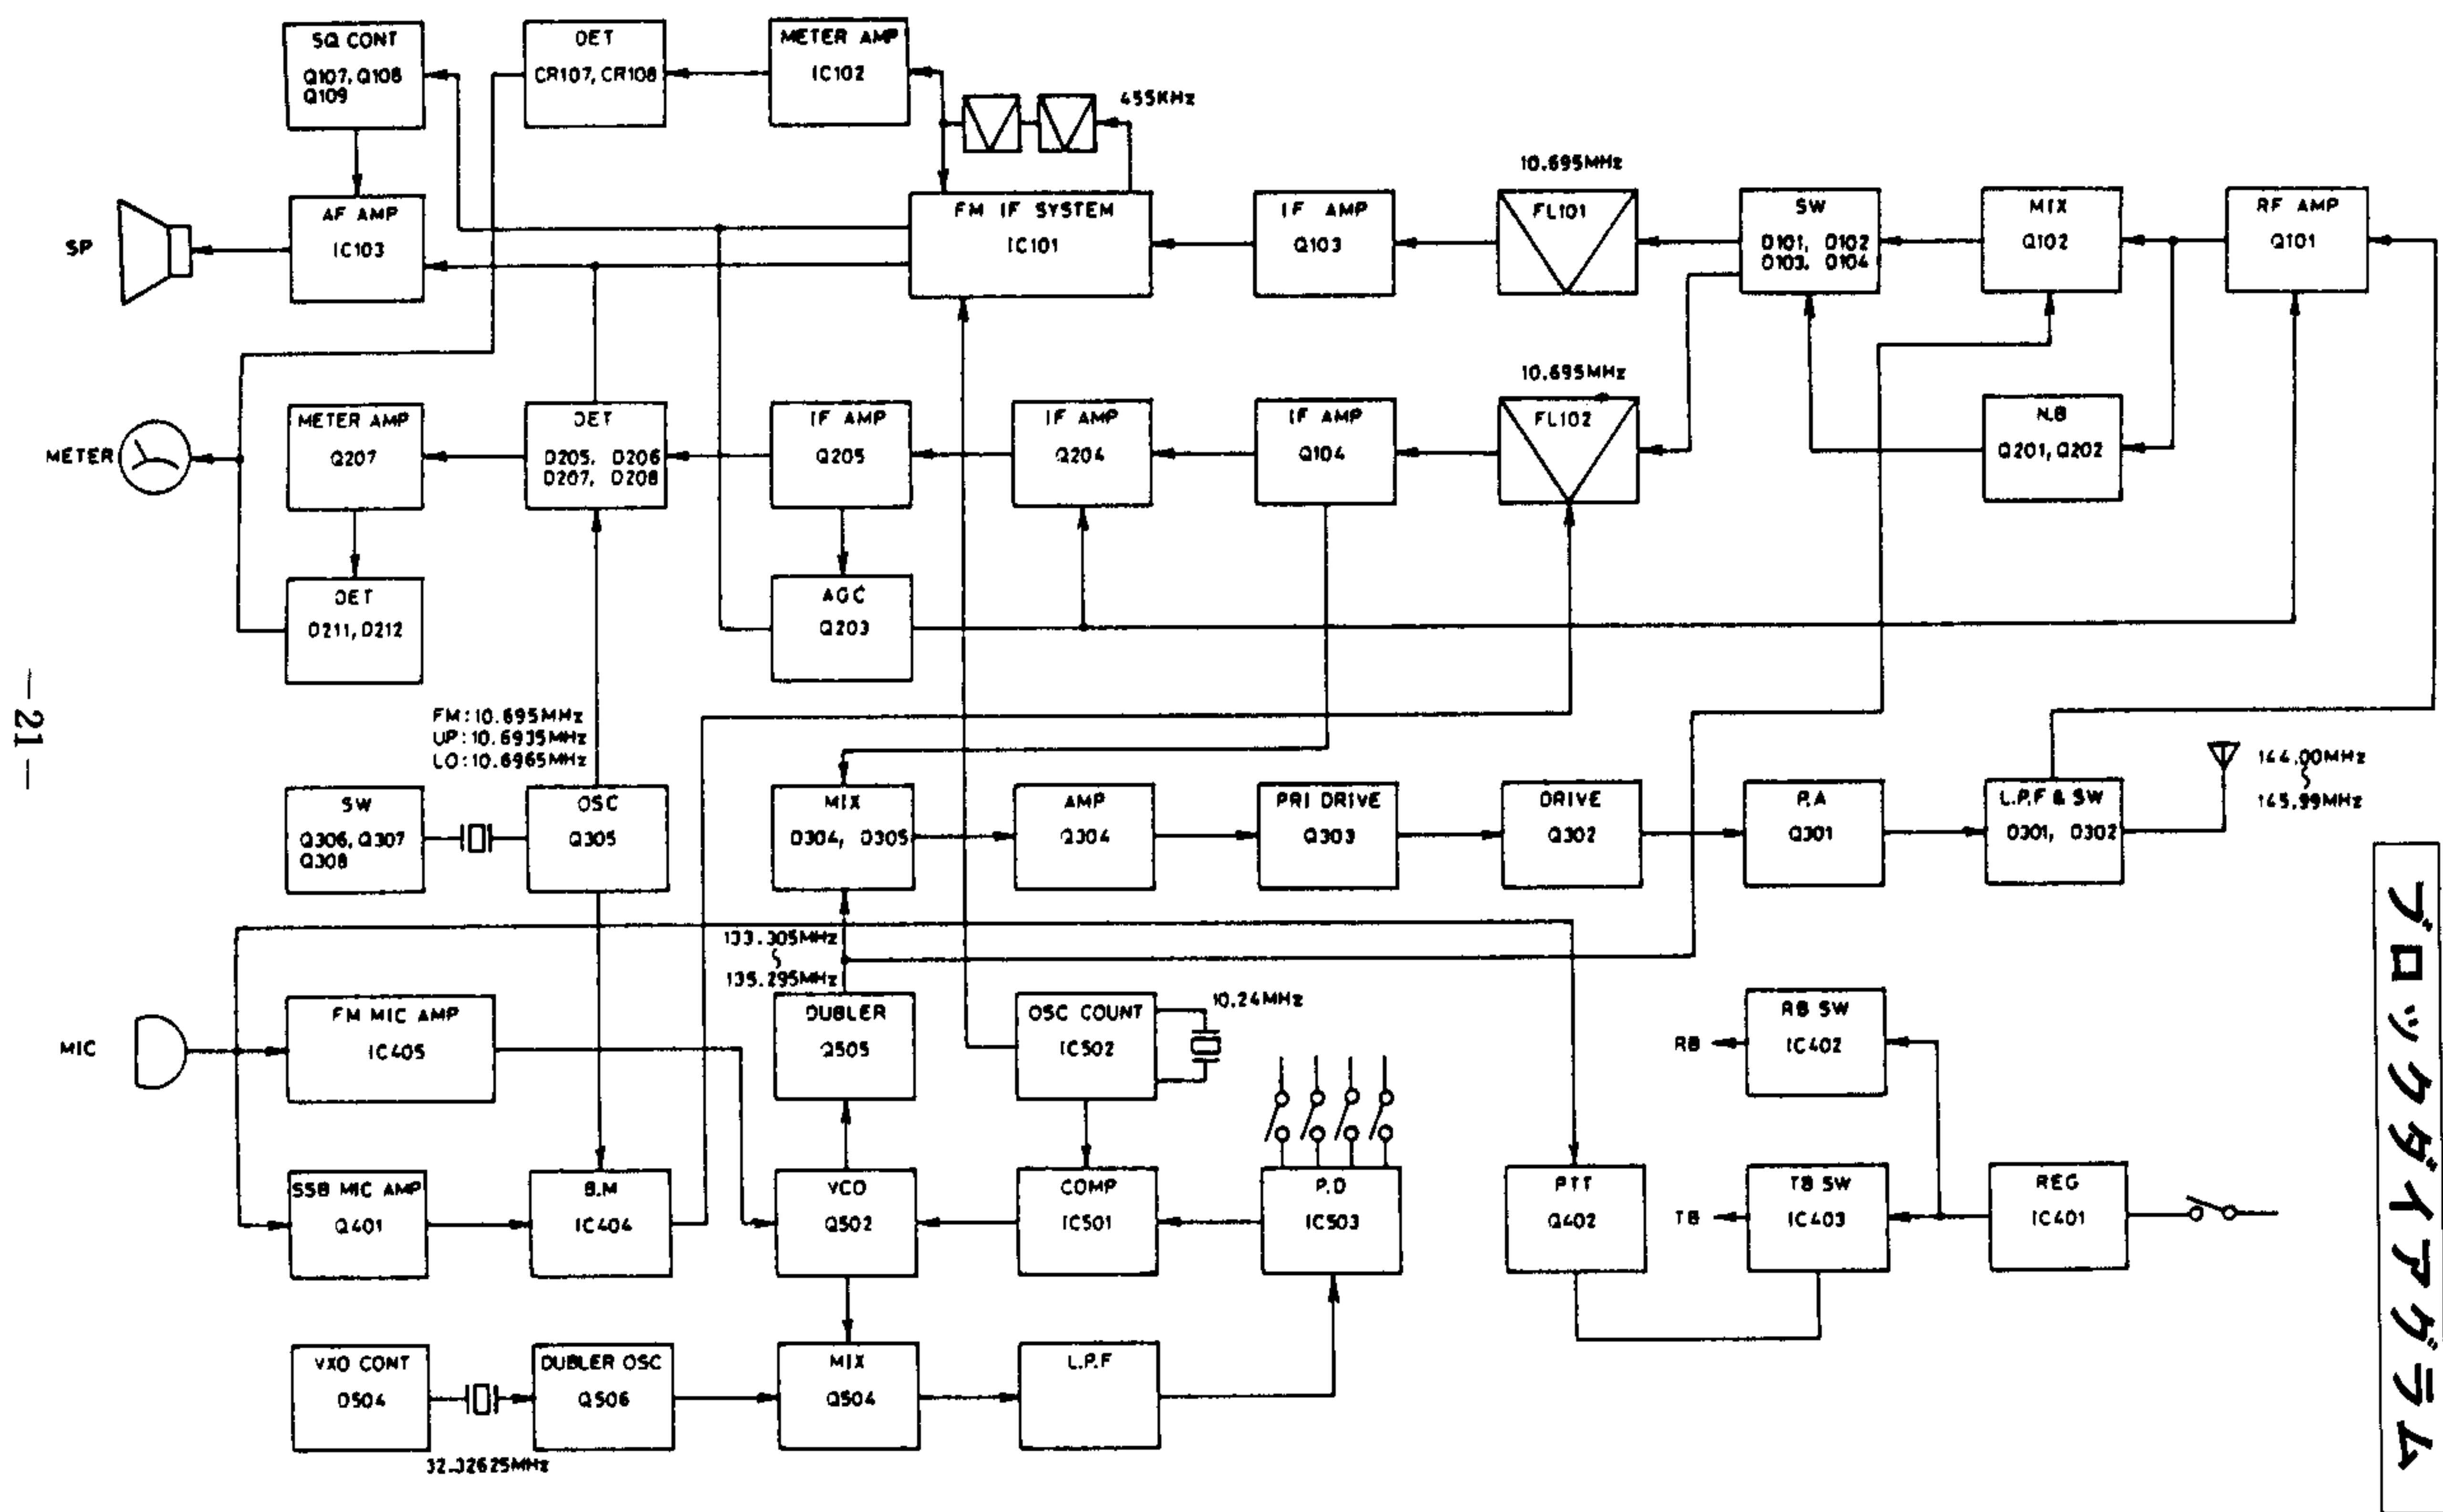 SQ CONT
Q107, Q108
Q109
DET
CR107, CR108
METER AMP
IC102
455KHz
SP
AF AMP
IC103
FM IF SYSTEM
IC101
IF AMP
Q103
10.695MHz
FL101
SW
D101, D102
D103, D104
MIX
Q102
RF AMP
Q101
METER
METER AMP
Q207
DET
D205, D206
D207, D208
IF AMP
Q205
IF AMP
Q204
IF AMP
Q104
10.695MHz
FL102
N.B
Q201, Q202
DET
D211, D212
AGC
Q203
FM:10.695MHz
UP:10.6935MHz
LO:10.6965MHz
SW
Q306, Q307
Q308
OSC
Q305
MIX
D304, D305
AMP
Q304
PRI DRIVE
Q303
DRIVE
Q302
P.A
Q301
L.P.F & SW
D301, D302
144.00MHz
145.99MHz
133.305MHz
135.295MHz
MIC
FM MIC AMP
IC405
DUBLER
Q505
OSC COUNT
IC502
10.24MHz
RB
RB SW
IC402
SSB MIC AMP
Q401
B.M
IC404
VCO
Q502
COMP
IC501
P.D
IC503
PTT
Q402
TB
TB SW
IC403
REG
IC401
VXO CONT
D504
32.32625MHz
DUBLER OSC
Q506
MIX
Q504
L.P.F
ブロックダイアグラム
— 21 —